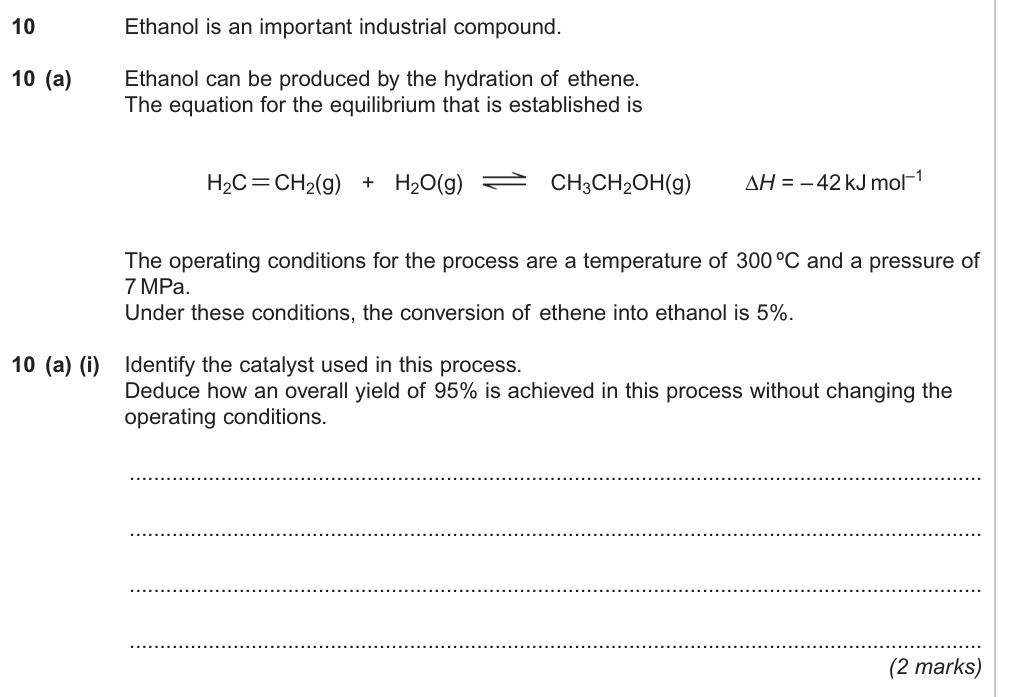 10 Ethanol is an important industrial compound.
10 (a) Ethanol can be produced by the hydration of ethene.
The equation for the equilibrium that is established is
H₂C=CH₂(g) + H₂O(g) ⇌ CH₃CH₂OH(g) ΔH = –42 kJ mol⁻¹
The operating conditions for the process are a temperature of 300 ºC and a pressure of
7 MPa.
Under these conditions, the conversion of ethene into ethanol is 5%.
10 (a) (i) Identify the catalyst used in this process.
Deduce how an overall yield of 95% is achieved in this process without changing the
operating conditions.
(2 marks)